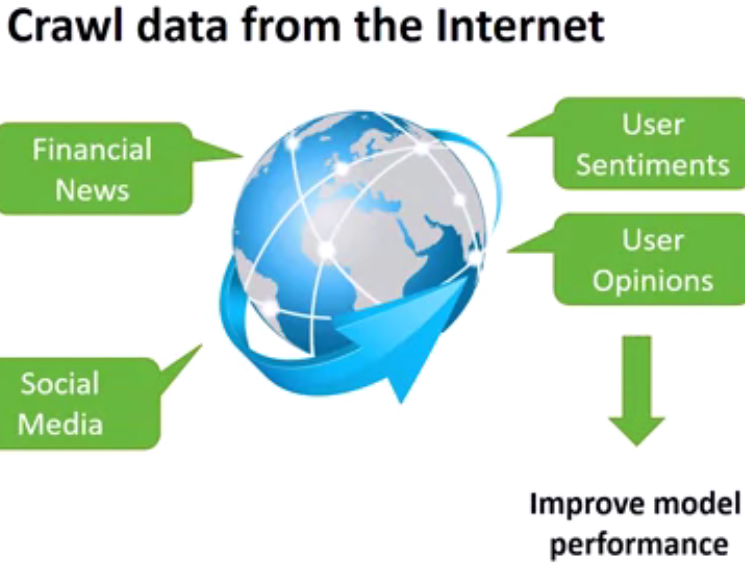 Crawl data from the Internet
Financial
News
User
Sentiments
User
Opinions
Social
Media
Improve model
performance